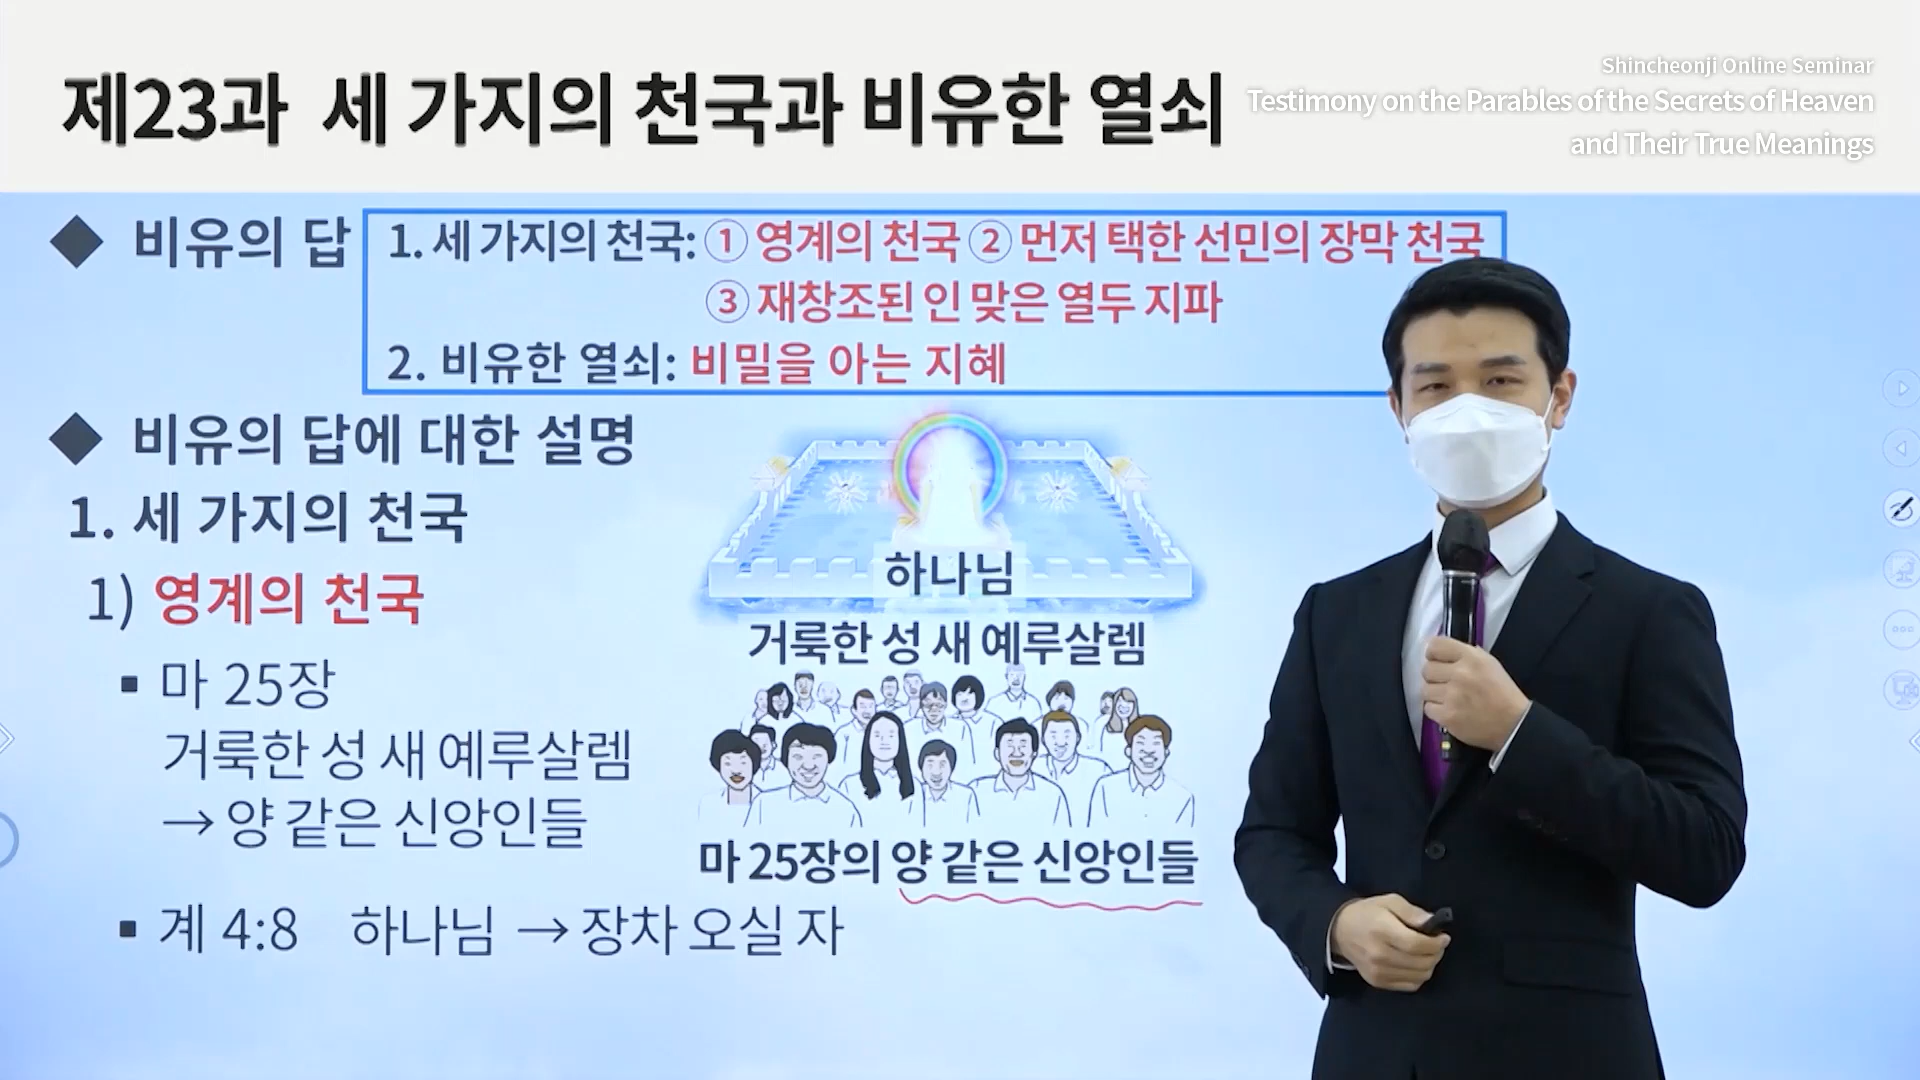 제23과 세 가지의 천국과 비유한 열쇠
Shincheonji Online Seminar
Testimony on the Parables of the Secrets of Heaven
and Their True Meanings
◆ 비유의 답
1. 세 가지의 천국: ① 영계의 천국 ② 먼저 택한 선민의 장막 천국
③ 재창조된 인 맞은 열두 지파
2. 비유한 열쇠: 비밀을 아는 지혜
◆ 비유의 답에 대한 설명
1. 세 가지의 천국
1) 영계의 천국
▪ 마 25장
거룩한 성 새 예루살렘
→ 양 같은 신앙인들
▪ 계 4:8 하나님 → 장차 오실 자
하나님
거룩한 성 새 예루살렘
마 25장의 양 같은 신앙인들